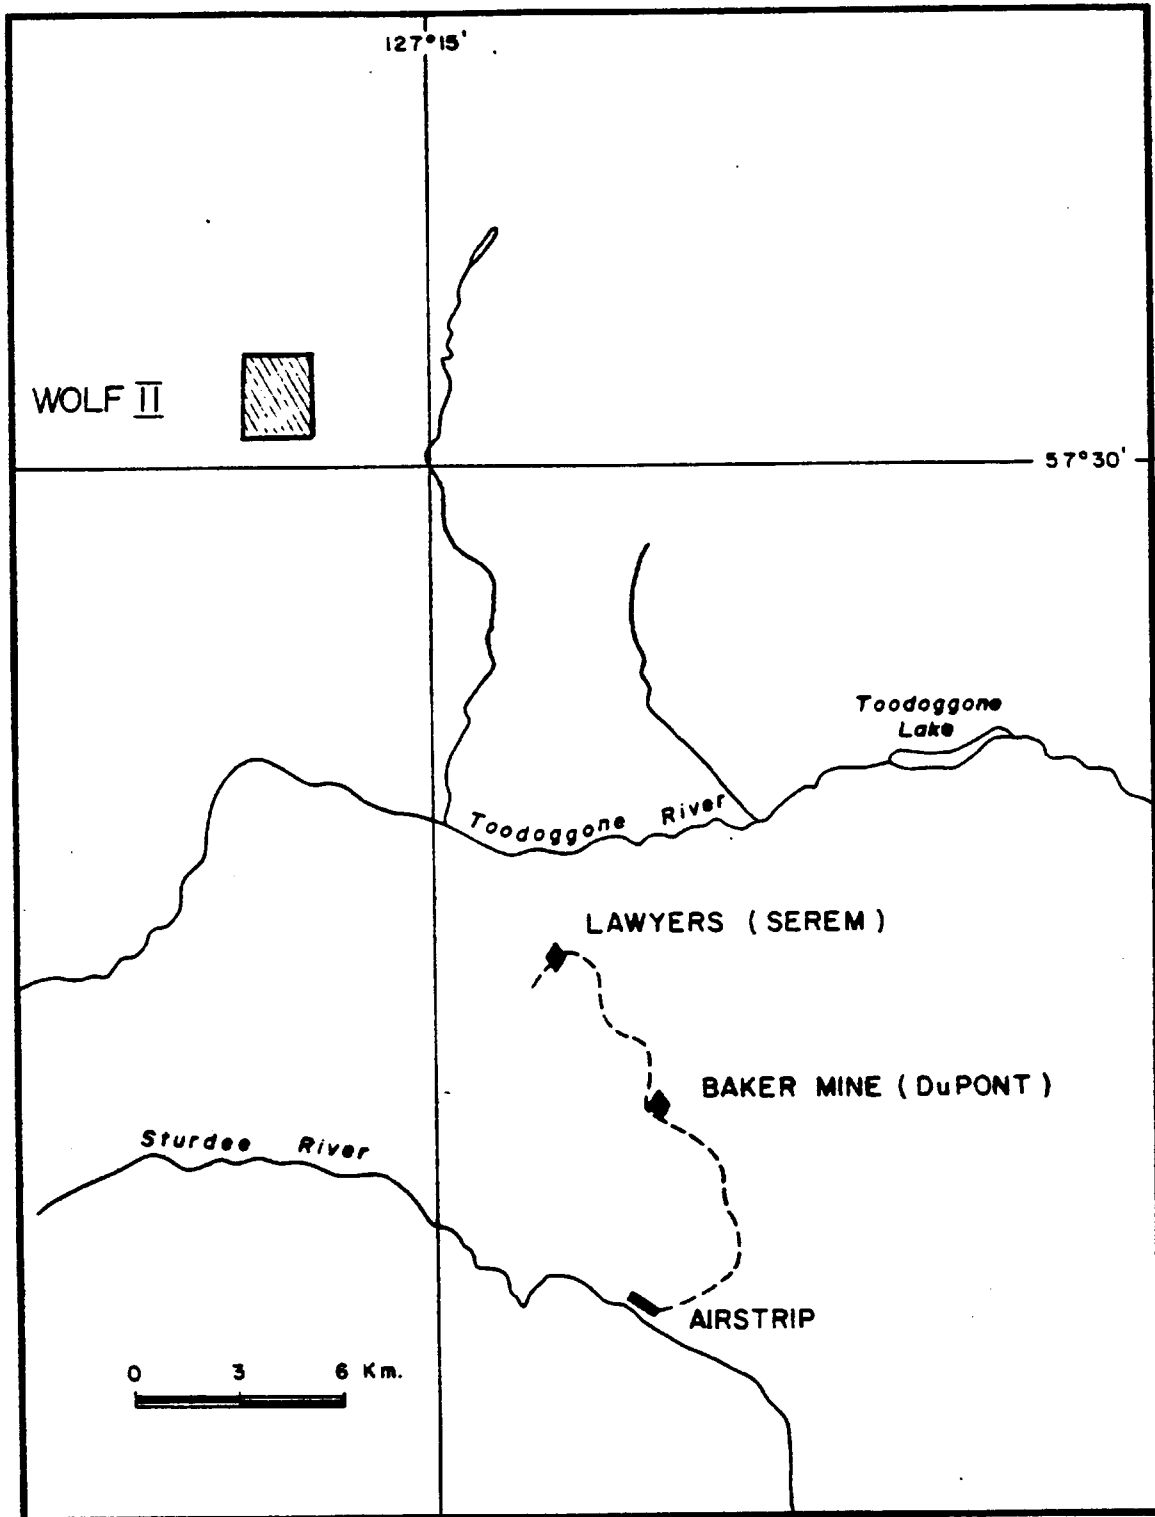 127°15'
WOLF II
57°30'
Toodoggone
Lake
Toodoggone River
LAWYERS (SEREM)
BAKER MINE (DuPONT)
Sturdee River
AIRSTRIP
0 3 6 Km.